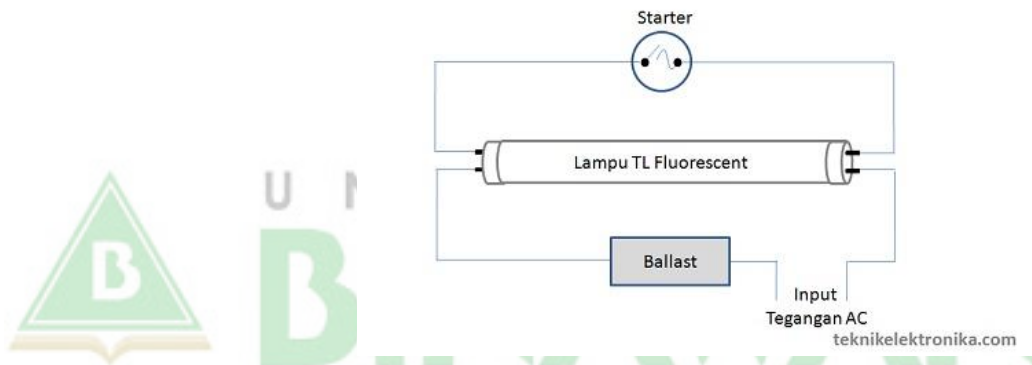 Starter
Lampu TL Fluorescent
U N
B
B
Ballast
Input
Tegangan AC
teknikelektronika.com